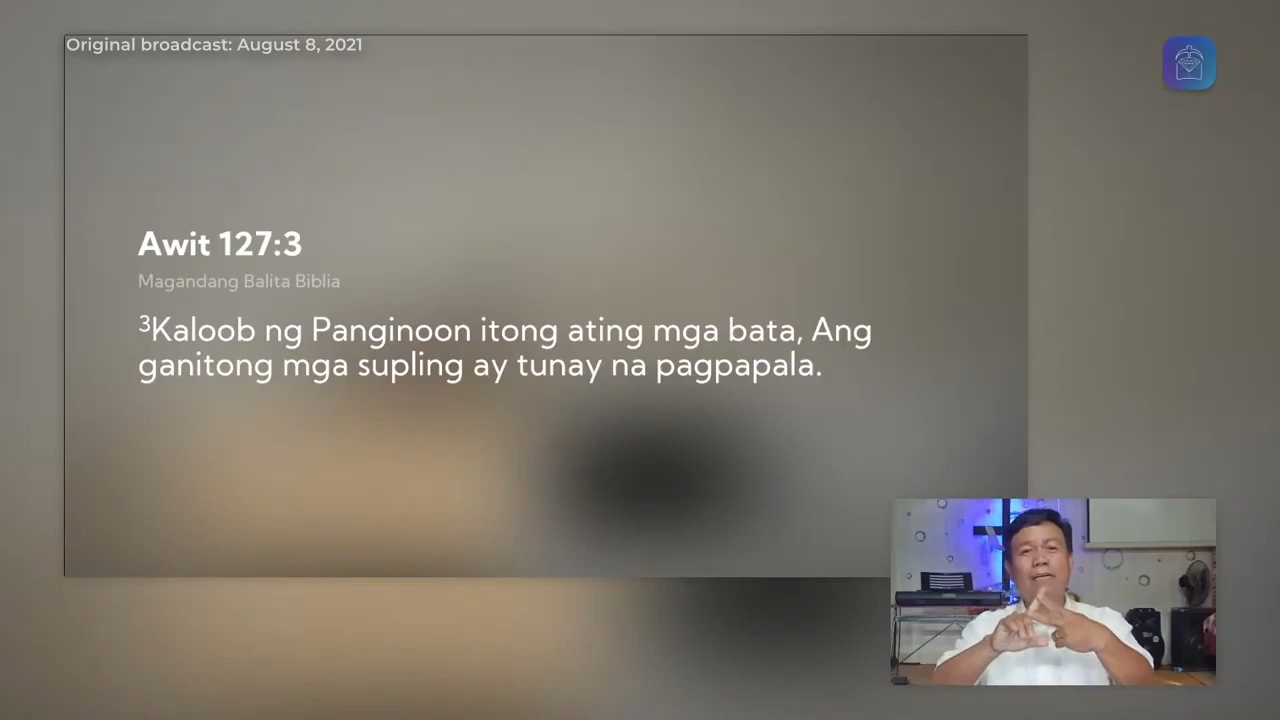 Original broadcast: August 8, 2021
Awit 127:3
Magandang Balita Biblia
³Kaloob ng Panginoon itong ating mga bata, Ang
ganitong mga supling ay tunay na pagpapala.